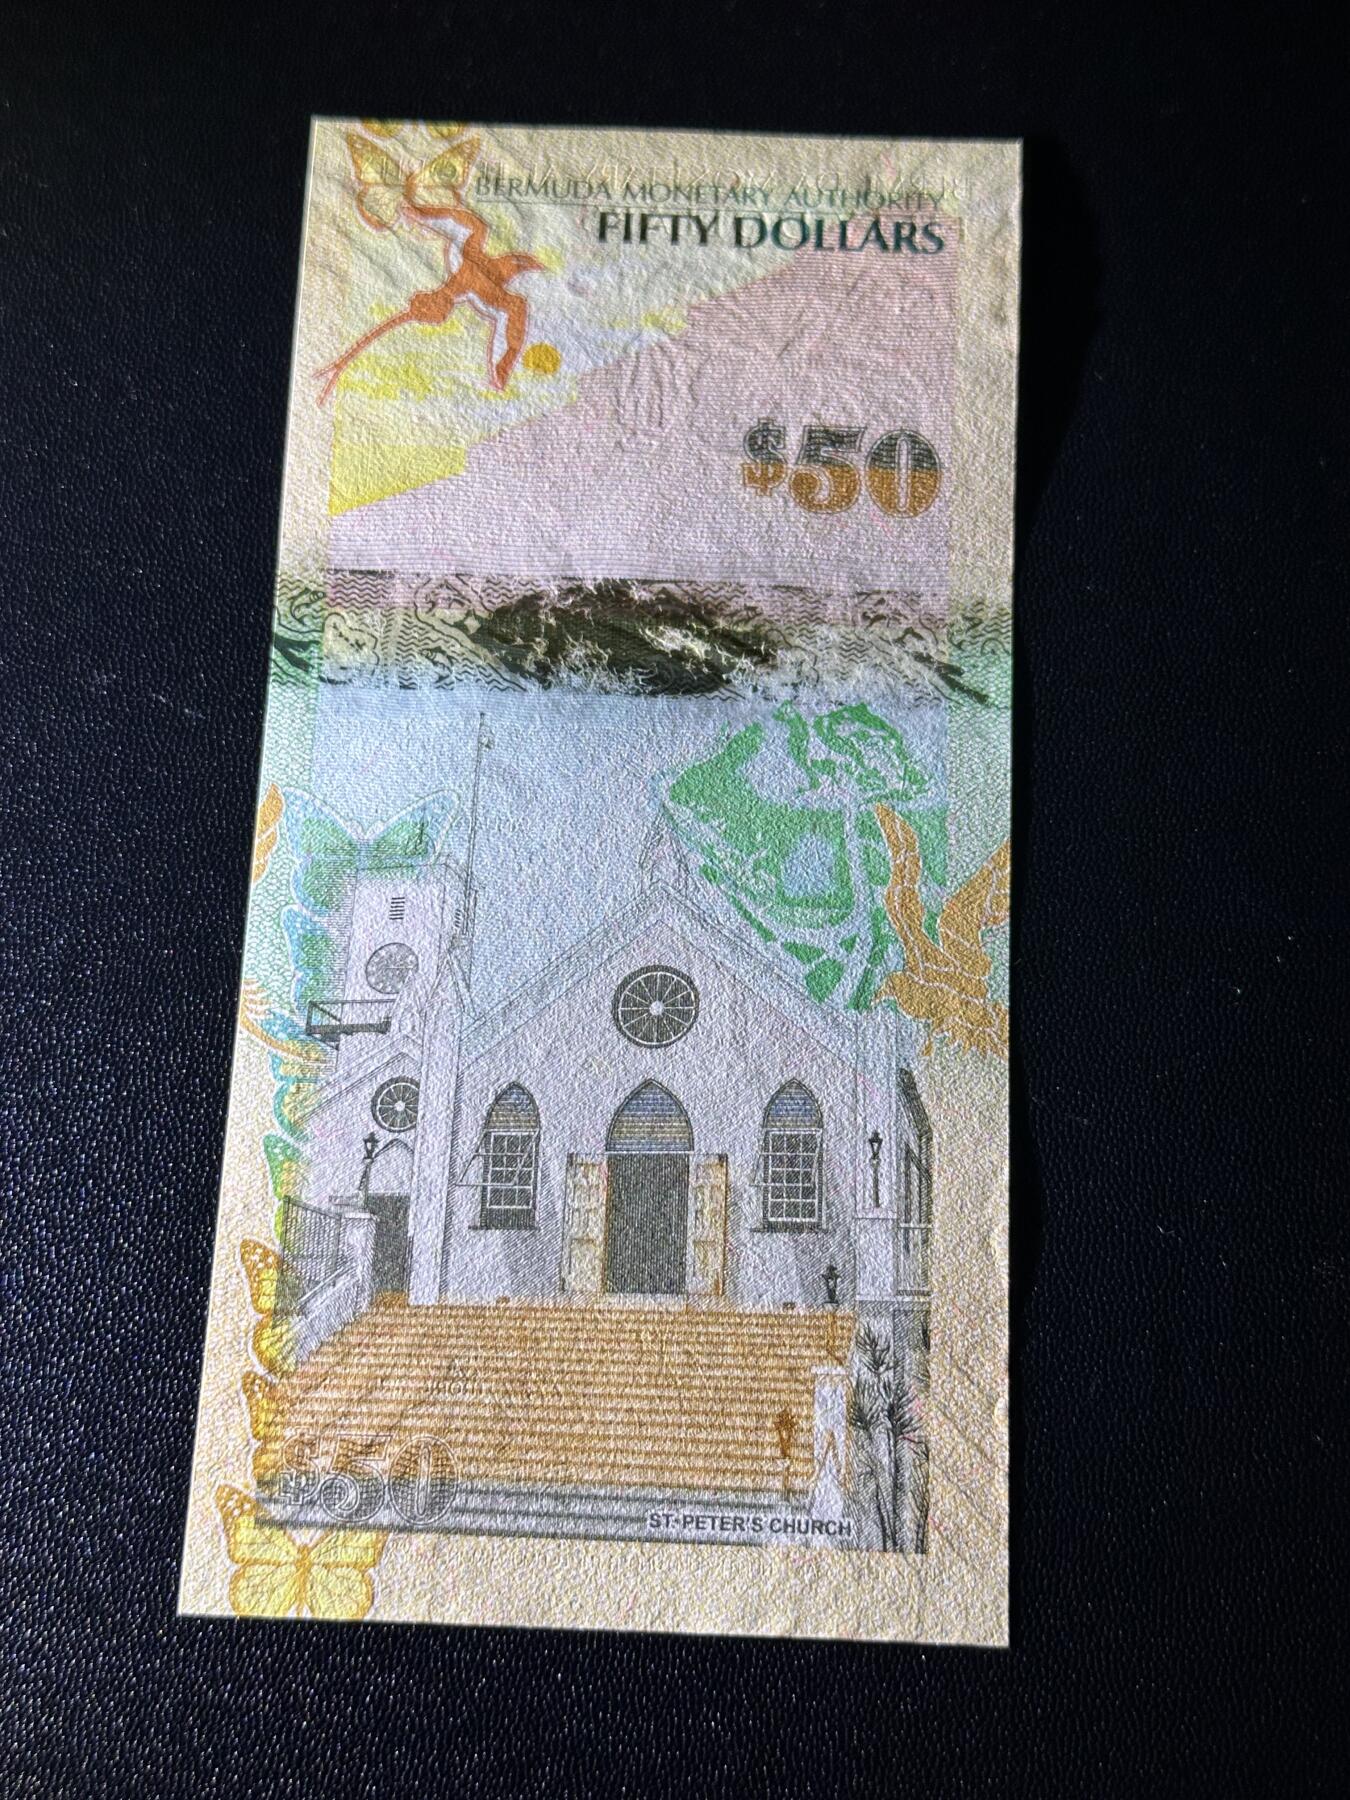 BERMUDA MONETARY AUTHORITY
FIFTY DOLLARS
$50
$50
ST·PETER'S CHURCH